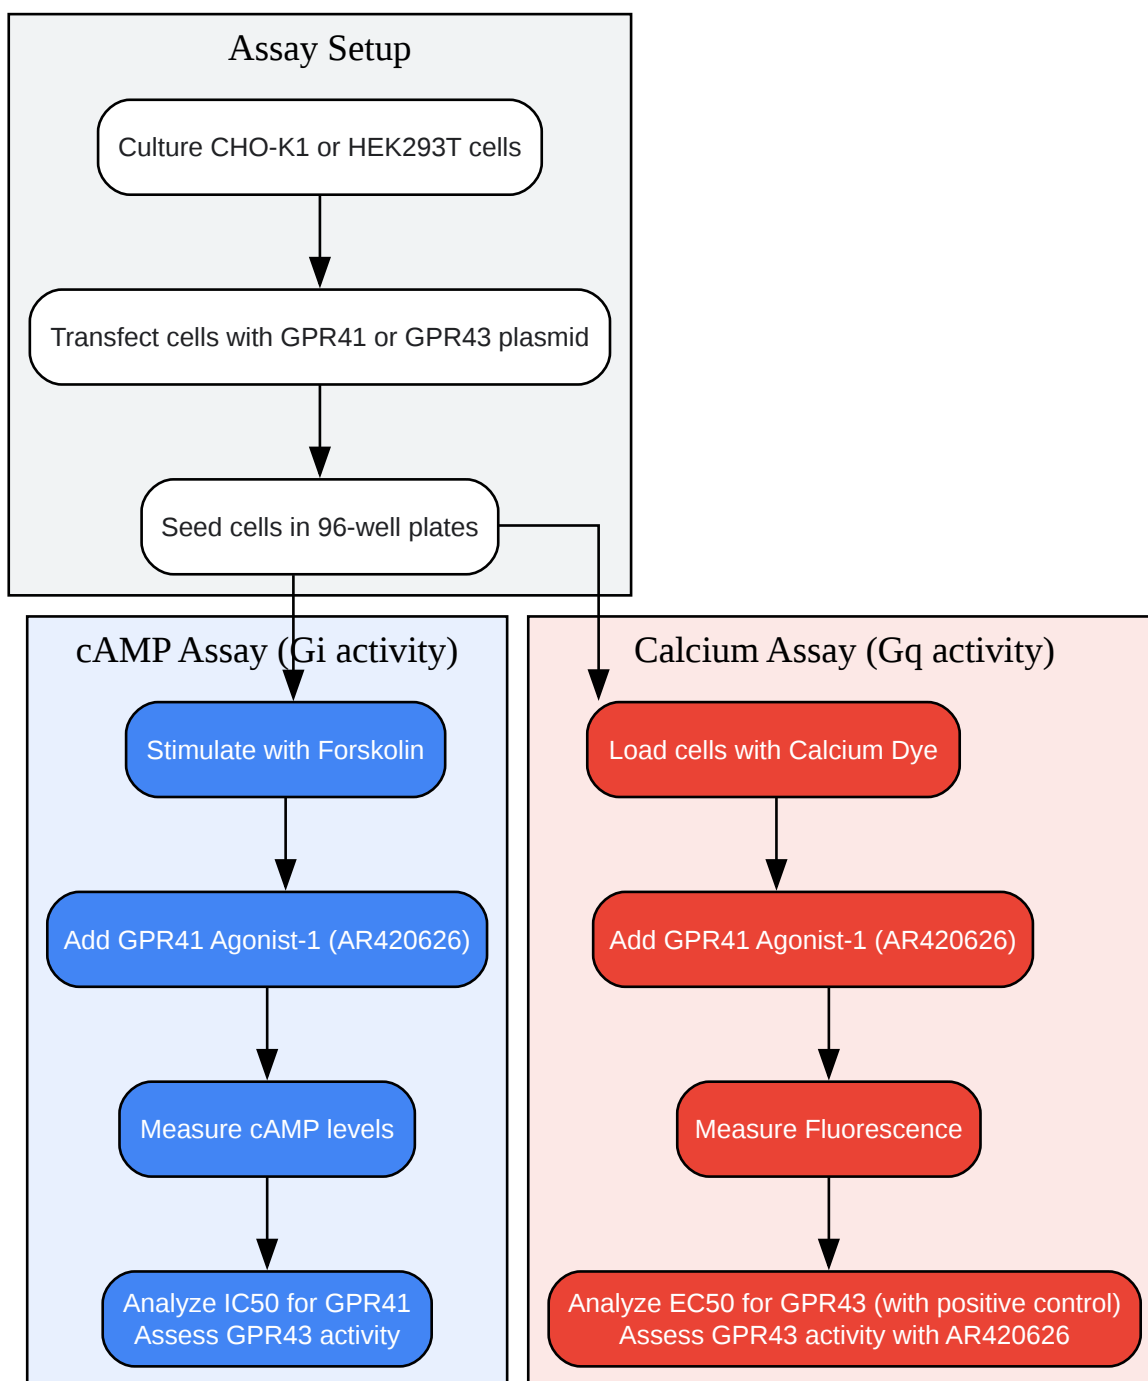 Assay Setup
Culture CHO-K1 or HEK293T cells
Transfect cells with GPR41 or GPR43 plasmid
Seed cells in 96-well plates
cAMP Assay (Gi activity)
Stimulate with Forskolin
Add GPR41 Agonist-1 (AR420626)
Measure cAMP levels
Analyze IC50 for GPR41
Assess GPR43 activity
Calcium Assay (Gq activity)
Load cells with Calcium Dye
Add GPR41 Agonist-1 (AR420626)
Measure Fluorescence
Analyze EC50 for GPR43 (with positive control)
Assess GPR43 activity with AR420626